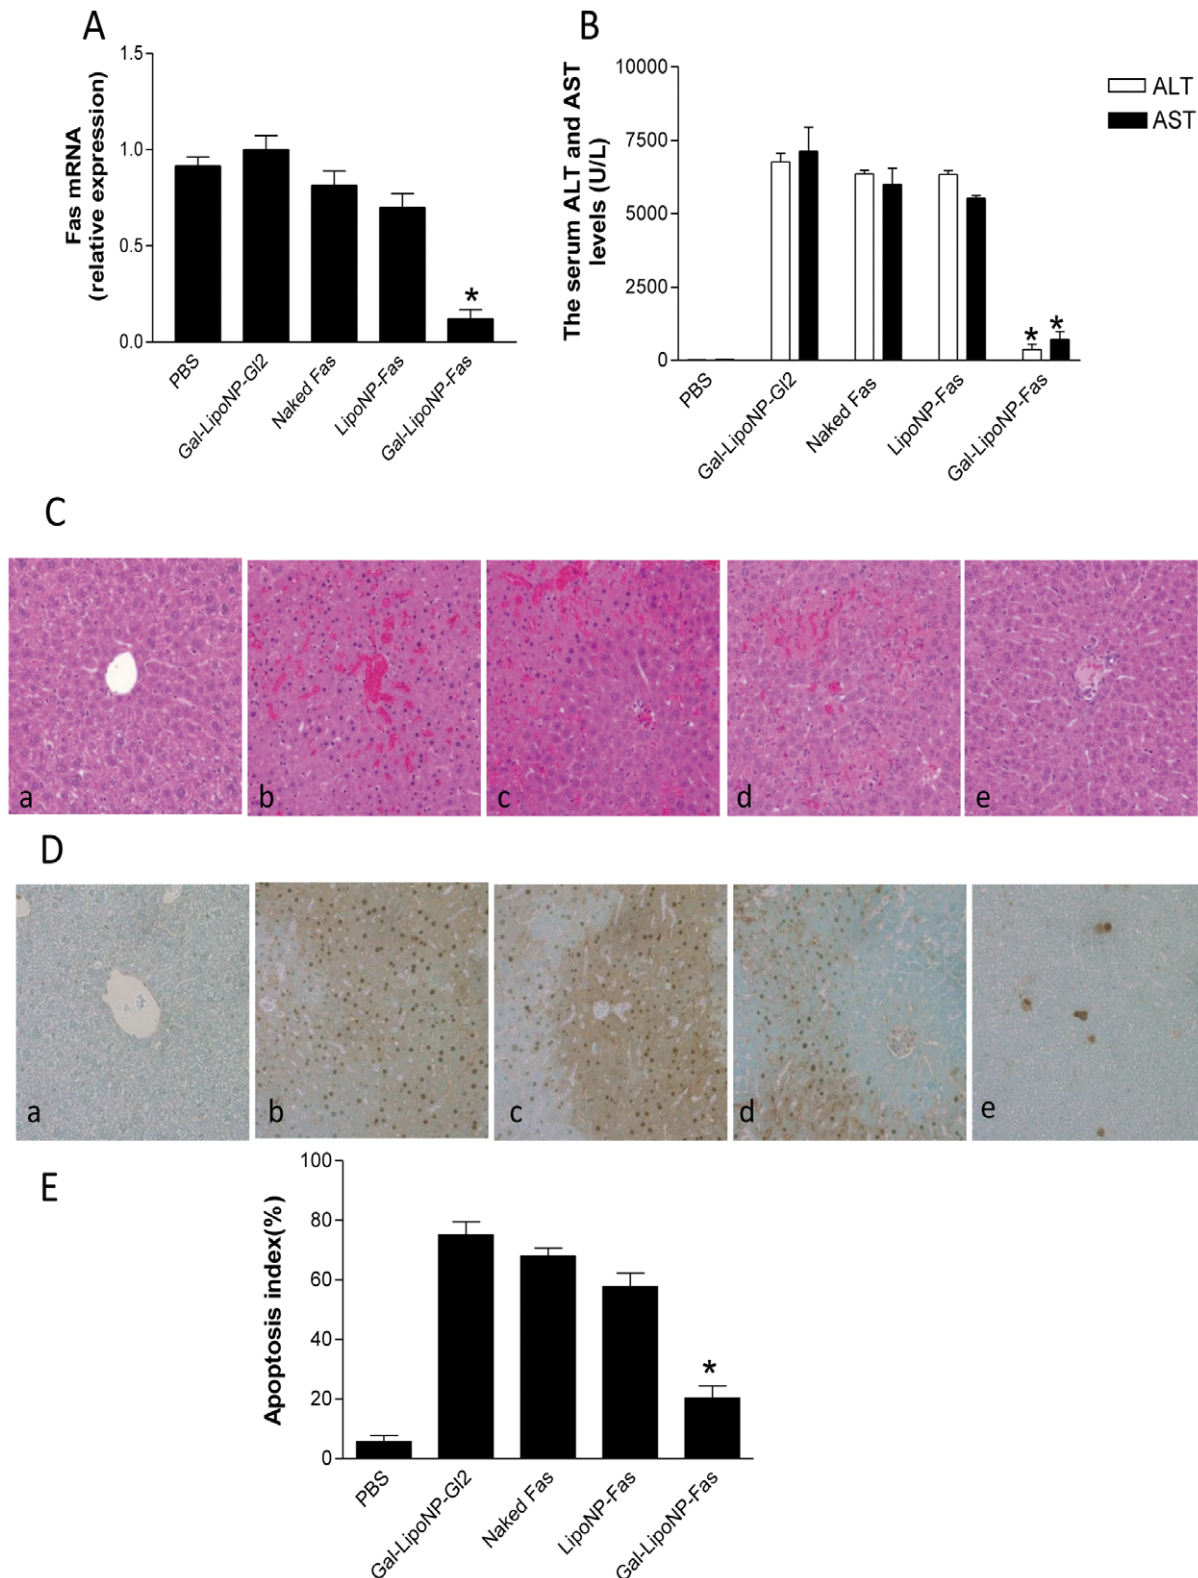 A
1.5
1.0
0.5
0.0
Fas mRNA
(relative expression)
*
PBS
Gal-LipoNP-Gl2
Naked Fas
LipoNP-Fas
Gal-LipoNP-Fas
B
10000
7500
5000
2500
0
The serum ALT and AST
levels (U/L)
ALT
AST
*
*
PBS
Gal-LipoNP-Gl2
Naked Fas
LipoNP-Fas
Gal-LipoNP-Fas
C
a
b
c
d
e
D
a
b
c
d
e
E
100
80
60
40
20
0
Apoptosis index(%)
*
PBS
Gal-LipoNP-Gl2
Naked Fas
LipoNP-Fas
Gal-LipoNP-Fas